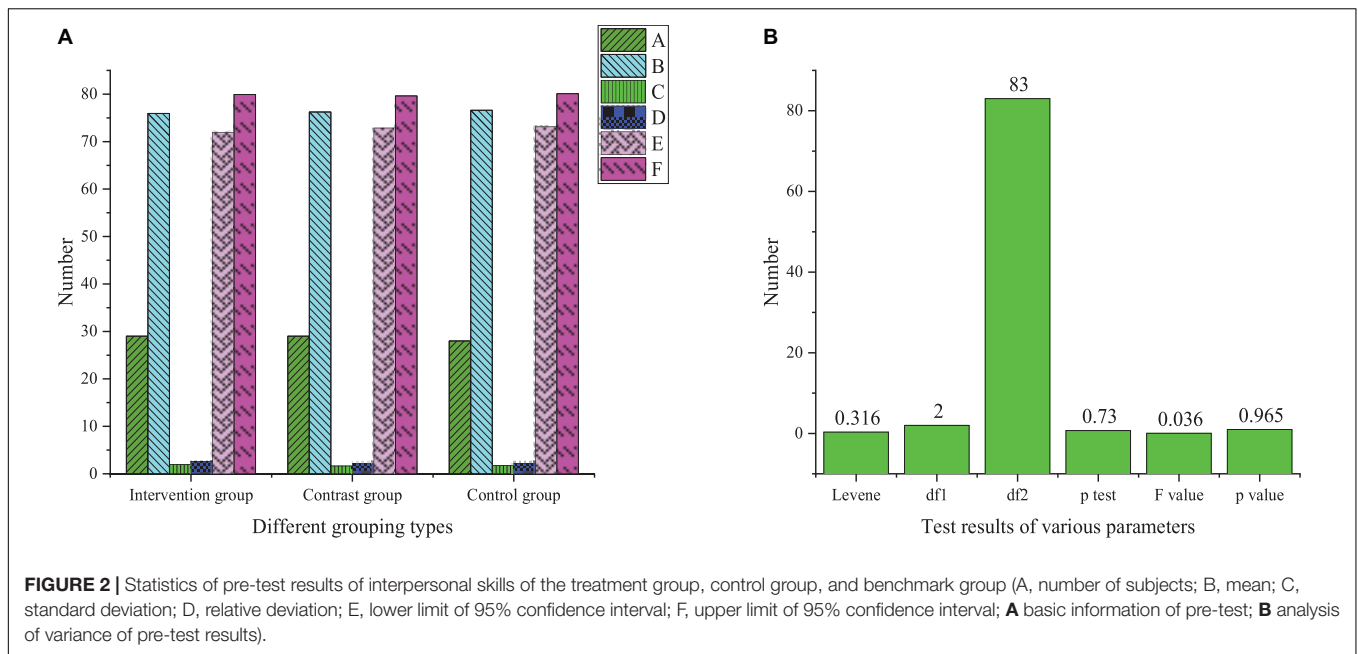 A
A
B
C
D
E
F
80
70
60
50
40
30
20
10
0
Number
Intervention group
Contrast group
Control group
Different grouping types
B
80
60
40
20
0
Number
0.316
2
83
0.73
0.036
0.965
Levene
df1
df2
p test
F value
p value
Test results of various parameters
FIGURE 2 | Statistics of pre-test results of interpersonal skills of the treatment group, control group, and benchmark group (A, number of subjects; B, mean; C,
standard deviation; D, relative deviation; E, lower limit of 95% confidence interval; F, upper limit of 95% confidence interval; A basic information of pre-test; B analysis
of variance of pre-test results).